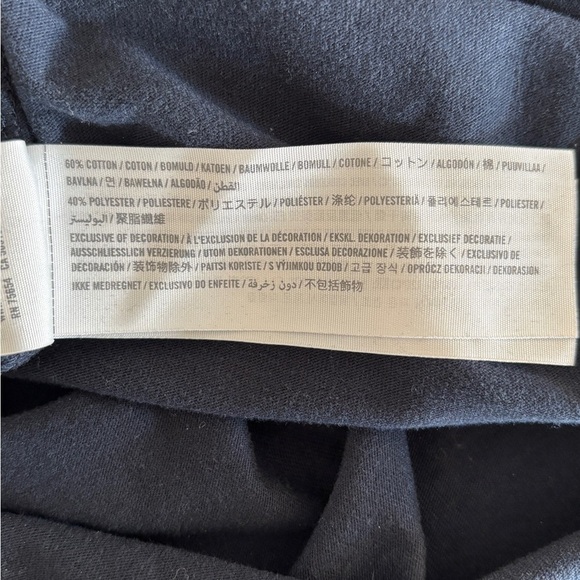 60% COTTON / COTON / BOMULD / KATOEN / BAUMWOLLE / BOMULL / COTONE / コットン / ALGODÓN / 棉 / PUUVILLAA /
BAVLNA / 면 / BAWEŁNA / ALGODÃO / القطن
40% POLYESTER / POLIESTERE / ポリエステル / POLIÉSTER / 涤纶 / POLYESTERIÄ / 폴리에스테르 / POLIESTER /
البوليستر / 聚脂纖維
EXCLUSIVE OF DECORATION / À L'EXCLUSION DE LA DÉCORATION / EKSKL. DEKORATION / EXCLUSIEF DECORATIE /
AUSSCHLIESSLICH VERZIERUNG / UTOM DEKORATIONEN / ESCLUSA DECORAZIONE / 装飾を除く / EXCLUSIVO DE
DECORACIÓN / 装饰物除外 / PAITSI KORISTE / S VÝJIMKOU OZDOB / 고급 장식 / OPRÓCZ DEKORACJI / DEKORASJON
IKKE MEDREGNET / EXCLUSIVO DO ENFEITE / دون زخرفة / 不包括飾物
RN 75654